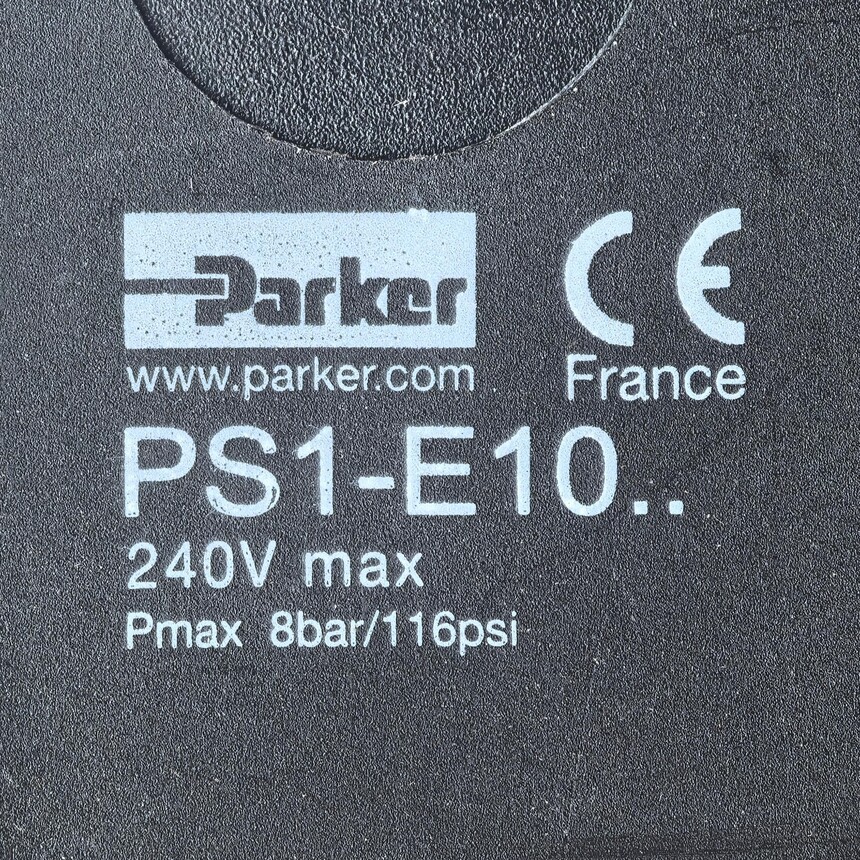 Parker
CE
www.parker.com
France
PS1-E10..
240V max
Pmax 8bar/116psi